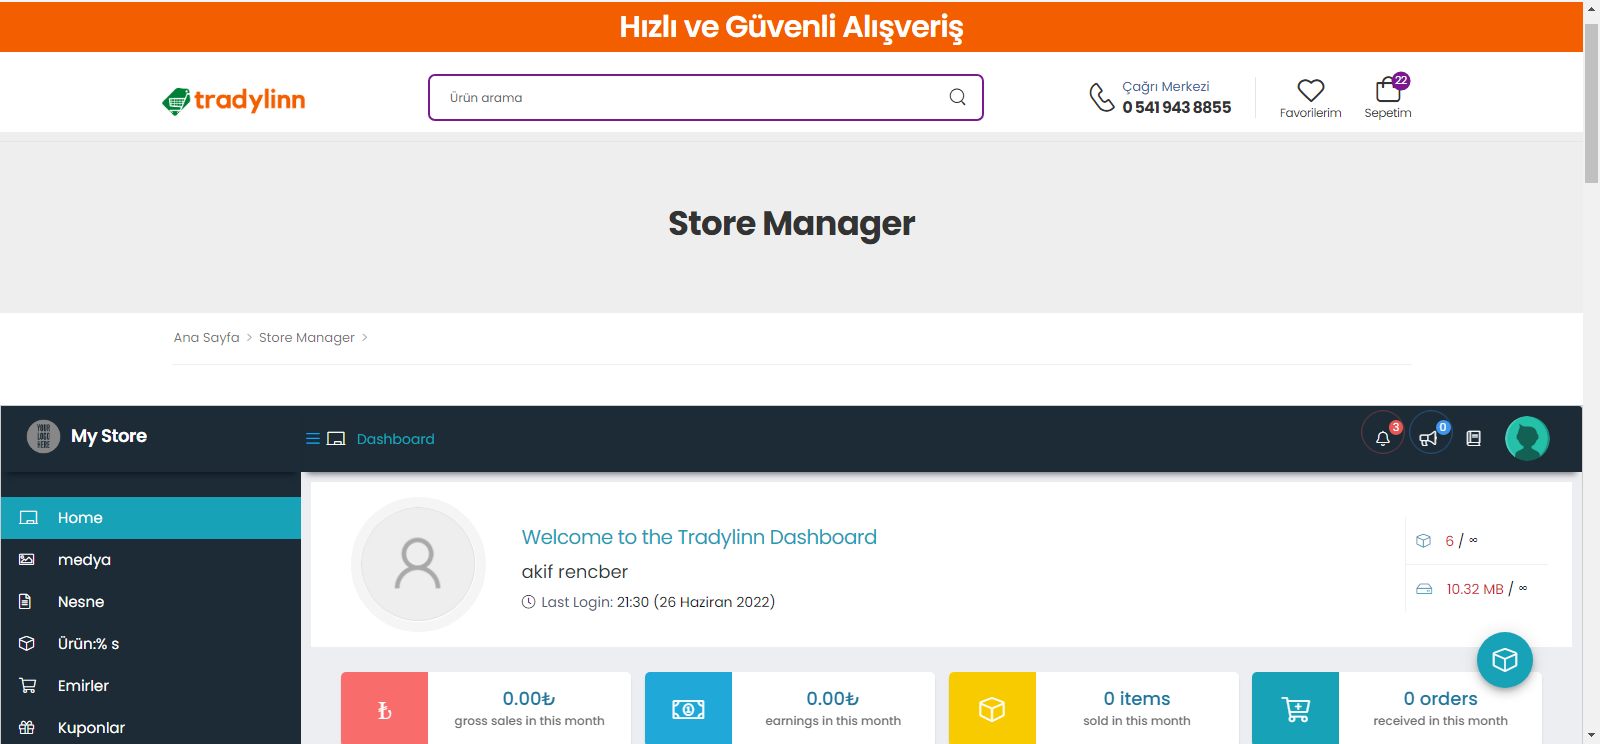 Hızlı ve Güvenli Alışveriş
tradylinn
Ürün arama
Çağrı Merkezi
0 541 943 8855
Favorilerim
22
Sepetim
Store Manager
Ana Sayfa > Store Manager >
YOUR LOGO HERE
My Store
Dashboard
3
0
Home
medya
Nesne
Ürün:% s
Emirler
Kuponlar
Welcome to the Tradylinn Dashboard
akif rencber
Last Login: 21:30 (26 Haziran 2022)
6 / ∞
10.32 MB / ∞
0.00₺
gross sales in this month
0.00₺
earnings in this month
0 items
sold in this month
0 orders
received in this month